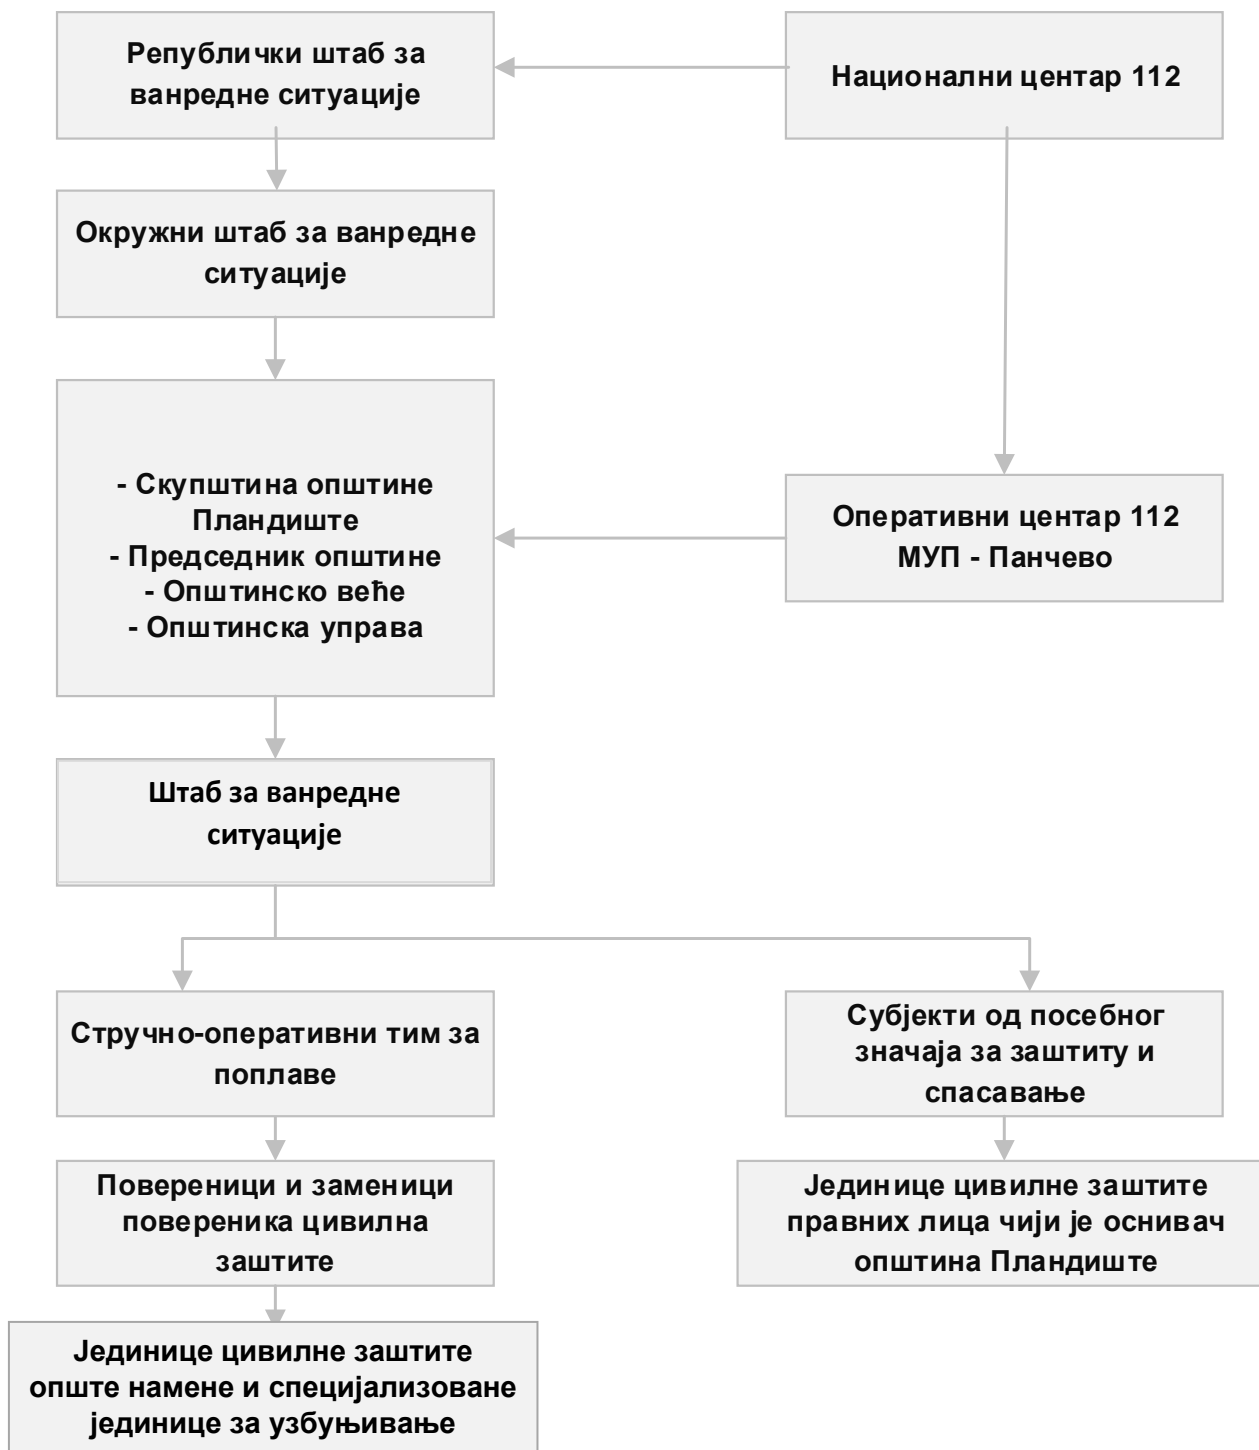 Републички штаб за
ванредне ситуације
Национални центар 112
Окружни штаб за ванредне
ситуације
- Скупштина општине
Пландиште
- Председник општине
- Општинско веће
- Општинска управа
Оперативни центар 112
МУП - Панчево
Штаб за ванредне
ситуације
Стручно-оперативни тим за
поплаве
Субјекти од посебног
значаја за заштиту и
спасавање
Повереници и заменици
повереника цивилна
заштите
Јединице цивилне заштите
правних лица чији је оснивач
општина Пландиште
Јединице цивилне заштите
опште намене и специјализоване
јединице за узбуњивање